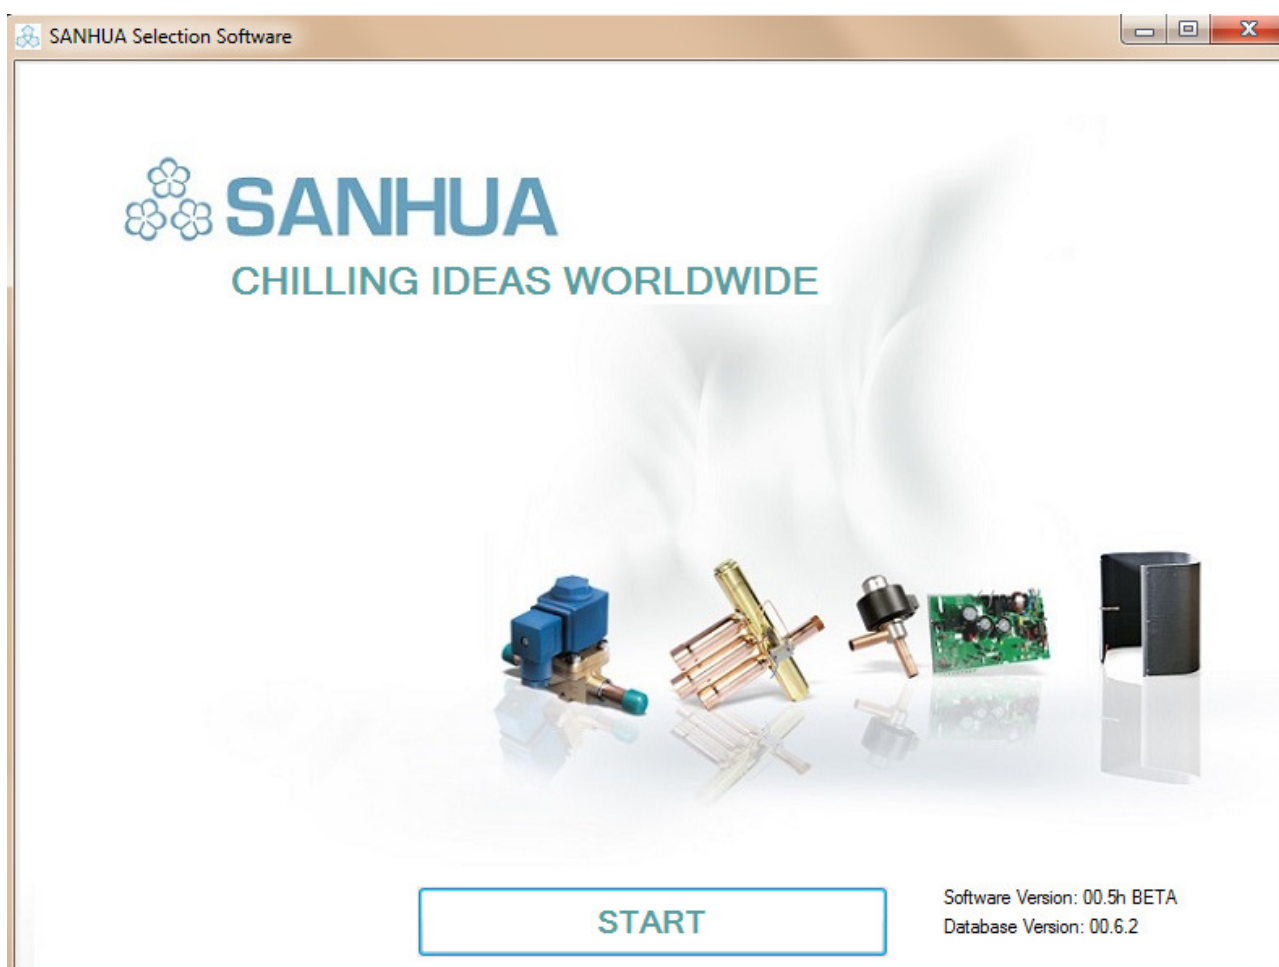 SANHUA Selection Software
SANHUA
CHILLING IDEAS WORLDWIDE
START
Software Version: 00.5h BETA
Database Version: 00.6.2